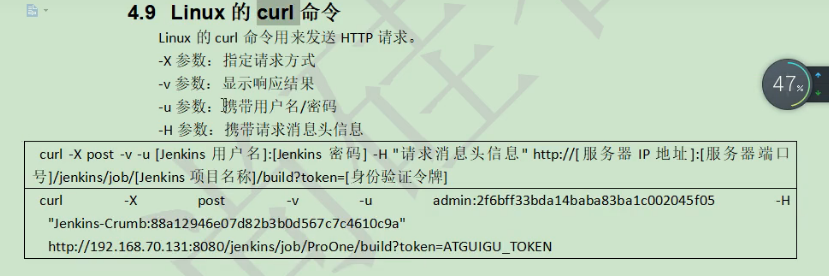 4.9 Linux 的 curl 命令
Linux 的 curl 命令用来发送 HTTP 请求。
-X 参数：指定请求方式
-v 参数：显示响应结果
-u 参数：携带用户名/密码
-H 参数：携带请求消息头信息
curl -X post -v -u [Jenkins 用户名]:[Jenkins 密码] -H "请求消息头信息" http://[服务器 IP 地址]:[服务器端口
号]/jenkins/job/[Jenkins 项目名称]/build?token=[身份验证令牌]
curl -X post -v -u admin:2f6bff33bda14baba83ba1c002045f05 -H
"Jenkins-Crumb:88a12946e07d82b3b0d567c7c4610c9a"
http://192.168.70.131:8080/jenkins/job/ProOne/build?token=ATGUIGU_TOKEN
47%